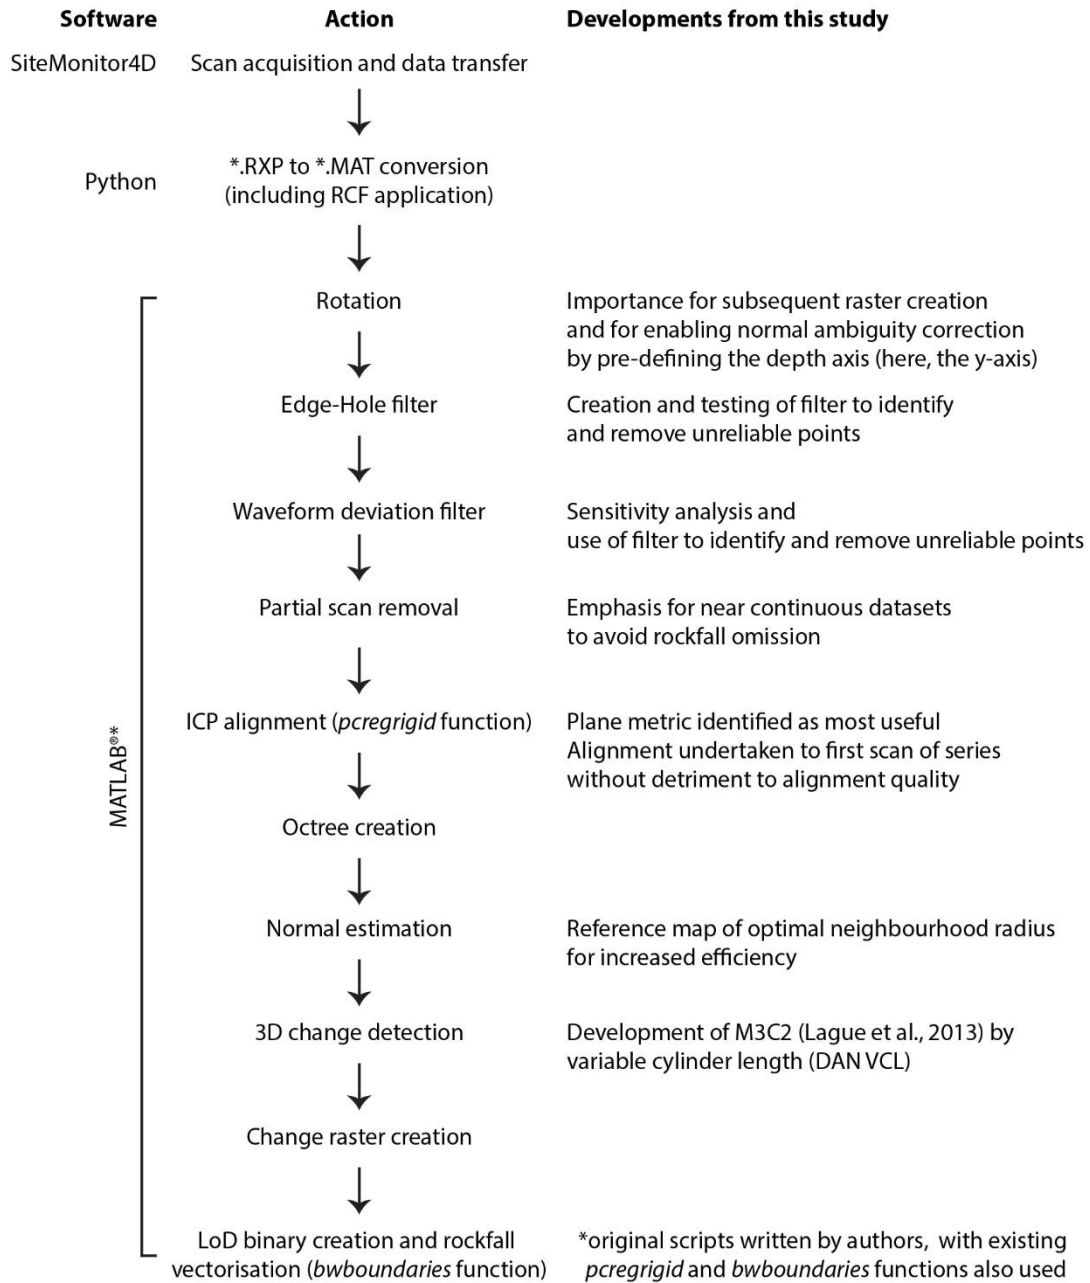 Software Action Developments from this study
SiteMonitor4D Scan acquisition and data transfer
Python *.RXP to *.MAT conversion
(including RCF application)
MATLAB®*
Rotation Importance for subsequent raster creation
and for enabling normal ambiguity correction
by pre-defining the depth axis (here, the y-axis)
Edge-Hole filter Creation and testing of filter to identify
and remove unreliable points
Waveform deviation filter Sensitivity analysis and
use of filter to identify and remove unreliable points
Partial scan removal Emphasis for near continuous datasets
to avoid rockfall omission
ICP alignment (pcregrigid function) Plane metric identified as most useful
Alignment undertaken to first scan of series
without detriment to alignment quality
Octree creation
Normal estimation Reference map of optimal neighbourhood radius
for increased efficiency
3D change detection Development of M3C2 (Lague et al., 2013) by
variable cylinder length (DAN VCL)
Change raster creation
LoD binary creation and rockfall *original scripts written by authors, with existing
vectorisation (bwboundaries function) pcregrigid and bwboundaries functions also used